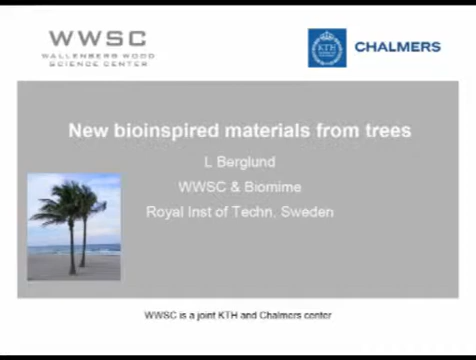 WWSC
WALLENBERG WOOD
SCIENCE CENTER
KTH
CHALMERS
New bioinspired materials from trees
L Berglund
WWSC & Biomime
Royal Inst of Techn, Sweden
WWSC is a joint KTH and Chalmers center